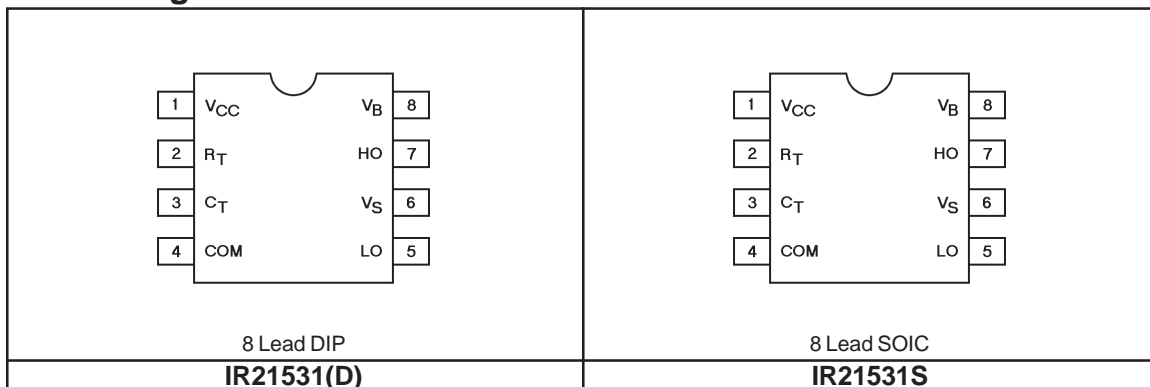 1 VCC VB 8
2 RT HO 7
3 CT VS 6
4 COM LO 5
8 Lead DIP
IR21531(D)
1 VCC VB 8
2 RT HO 7
3 CT VS 6
4 COM LO 5
8 Lead SOIC
IR21531S